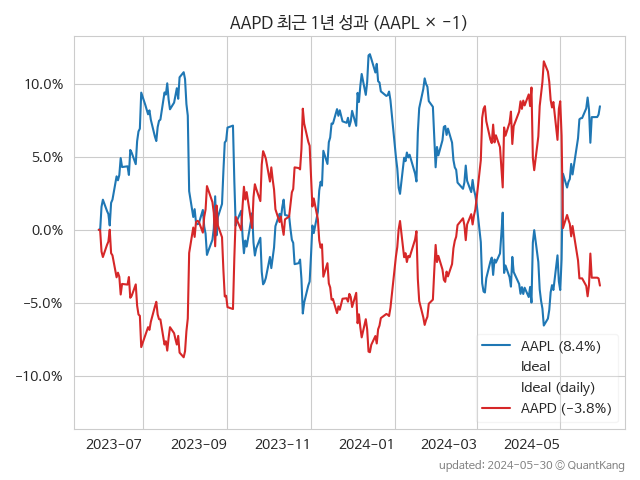 AAPD 최근 1년 성과 (AAPL × −1)
10.0%
5.0%
0.0%
−5.0%
−10.0%
AAPL (8.4%)
Ideal
Ideal (daily)
AAPD (−3.8%)
2023-07 2023-09 2023-11 2024-01 2024-03 2024-05
updated: 2024-05-30 © QuantKang